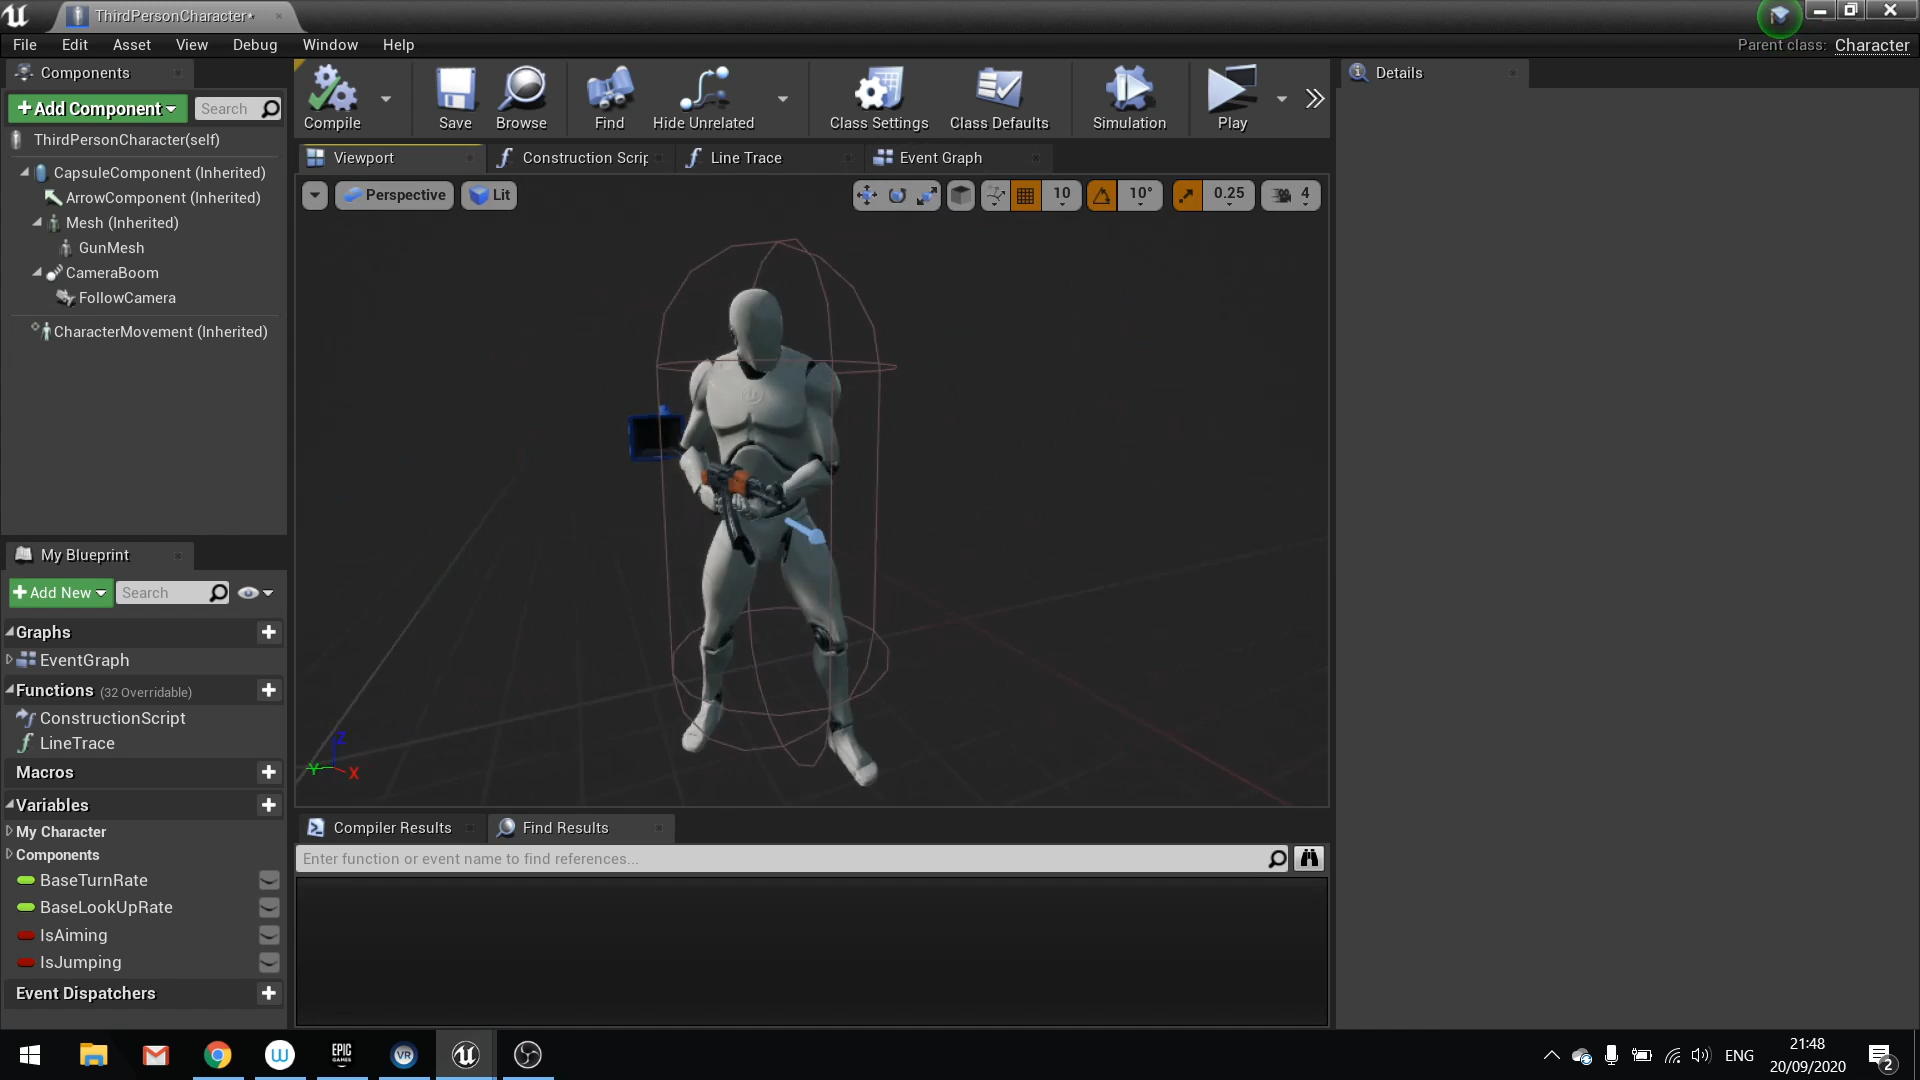 ThirdPersonCharacter*
File Edit Asset View Debug Window Help
Parent class: Character
Components
Add Component
Search
ThirdPersonCharacter(self)
CapsuleComponent (Inherited)
ArrowComponent (Inherited)
Mesh (Inherited)
GunMesh
CameraBoom
FollowCamera
CharacterMovement (Inherited)
Compile
Save
Browse
Find
Hide Unrelated
Class Settings
Class Defaults
Simulation
Play
Viewport
Construction Scrip
Line Trace
Event Graph
Perspective
Lit
10
10°
0.25
4
Z
Y
X
Details
My Blueprint
Add New
Search
Graphs
EventGraph
Functions (32 Overridable)
ConstructionScript
LineTrace
Macros
Variables
My Character
Components
BaseTurnRate
BaseLookUpRate
IsAiming
IsJumping
Event Dispatchers
Compiler Results
Find Results
Enter function or event name to find references...
EPIC
GAMES
VR
ENG
21:48
20/09/2020
2